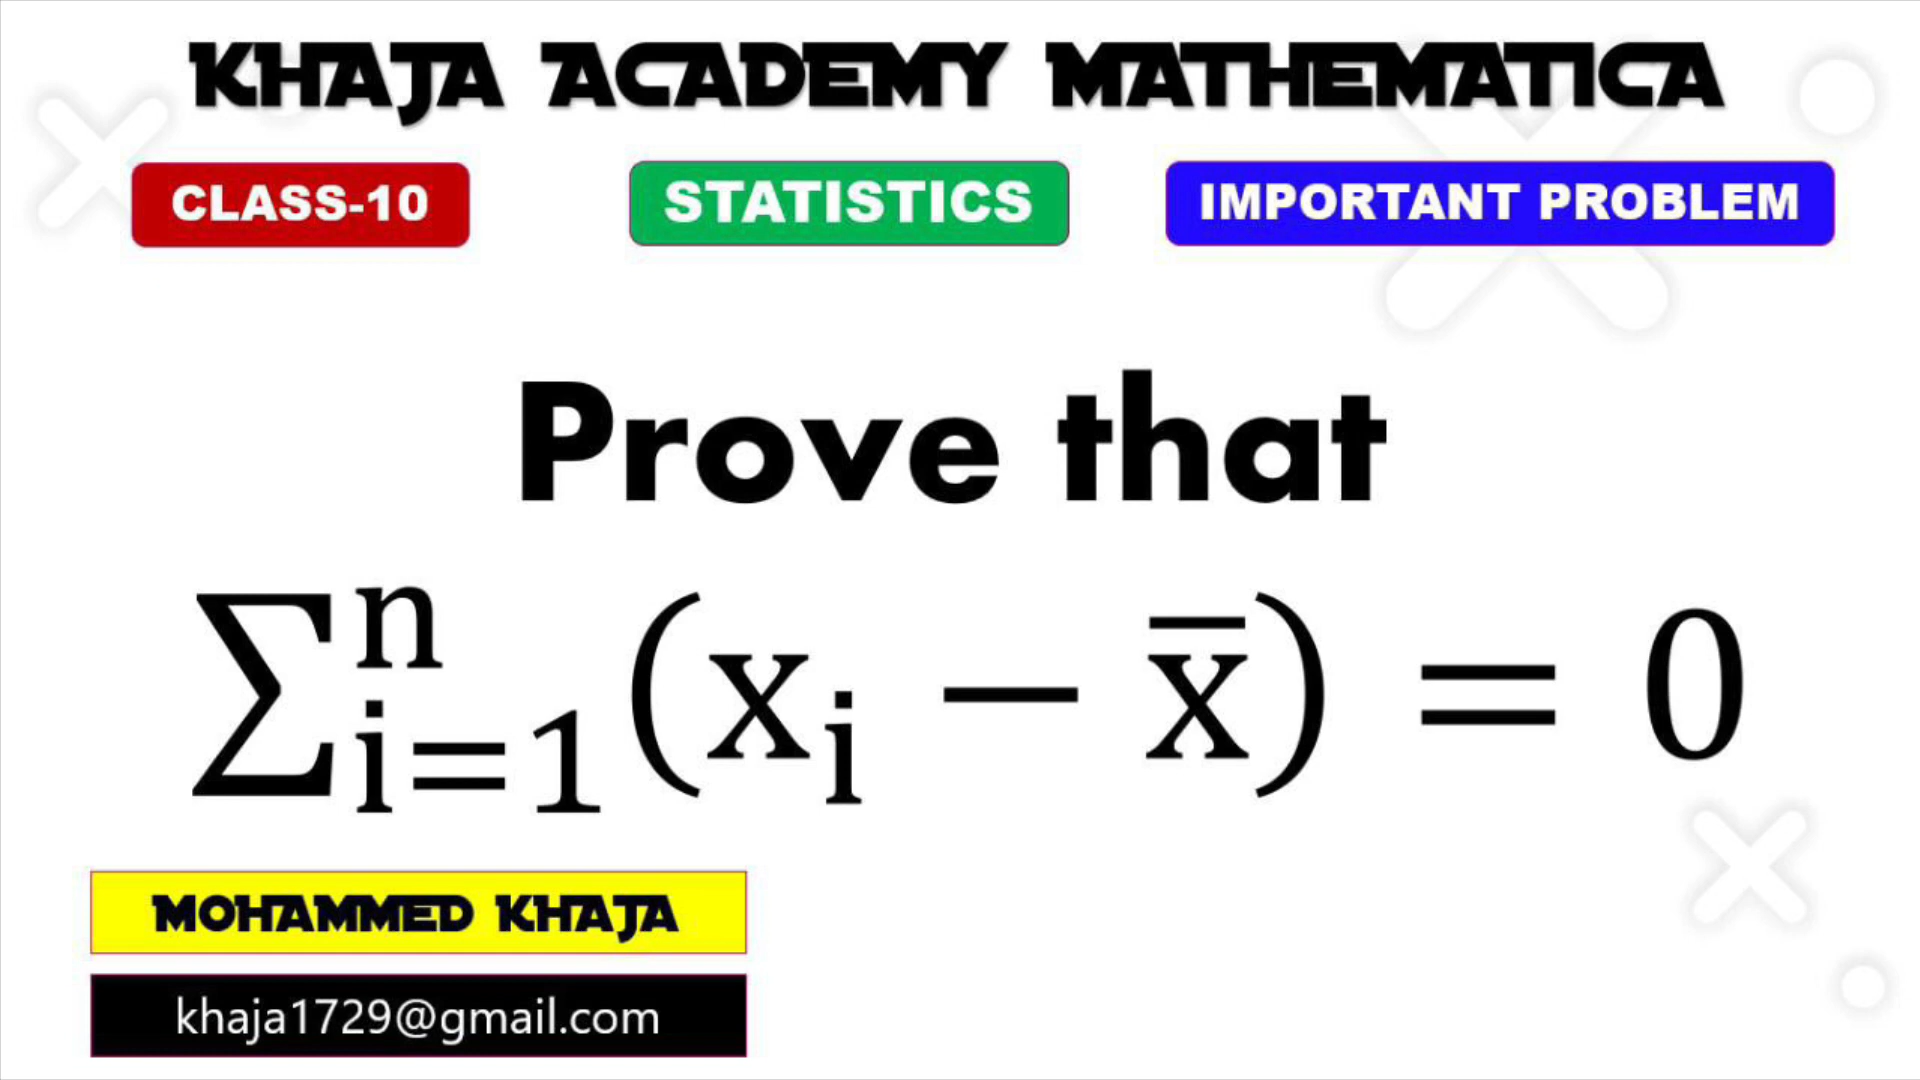 KHAJA ACADEMY MATHEMATICA
CLASS-10 STATISTICS IMPORTANT PROBLEM
Prove that
∑ⁿᵢ₌₁(xᵢ − x̄) = 0
MOHAMMED KHAJA
khaja1729@gmail.com